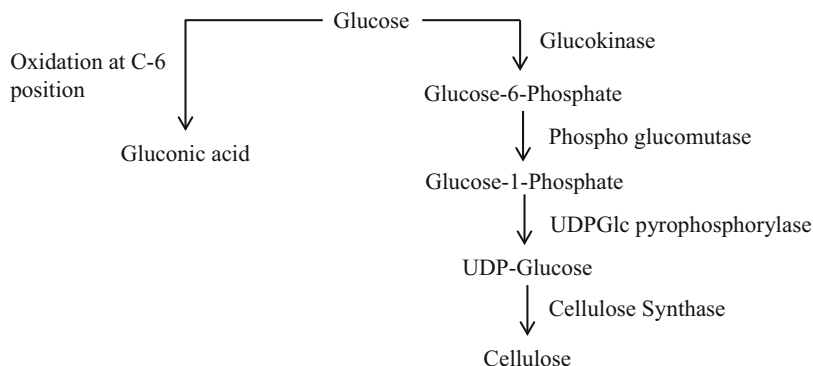 Glucose
Oxidation at C-6
position
Gluconic acid
Glucokinase
Glucose-6-Phosphate
Phospho glucomutase
Glucose-1-Phosphate
UDPGlc pyrophosphorylase
UDP-Glucose
Cellulose Synthase
Cellulose